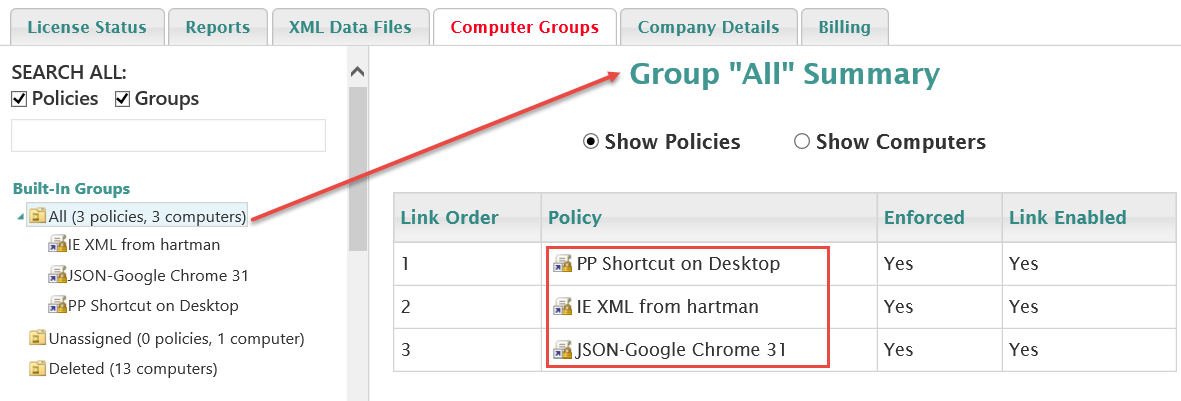 License Status Reports XML Data Files Computer Groups Company Details Billing
SEARCH ALL:
Policies Groups
Built-In Groups
All (3 policies, 3 computers)
IE XML from hartman
JSON-Google Chrome 31
PP Shortcut on Desktop
Unassigned (0 policies, 1 computer)
Deleted (13 computers)
Group "All" Summary
Show Policies Show Computers
Link Order Policy Enforced Link Enabled
1 PP Shortcut on Desktop Yes Yes
2 IE XML from hartman Yes Yes
3 JSON-Google Chrome 31 Yes Yes